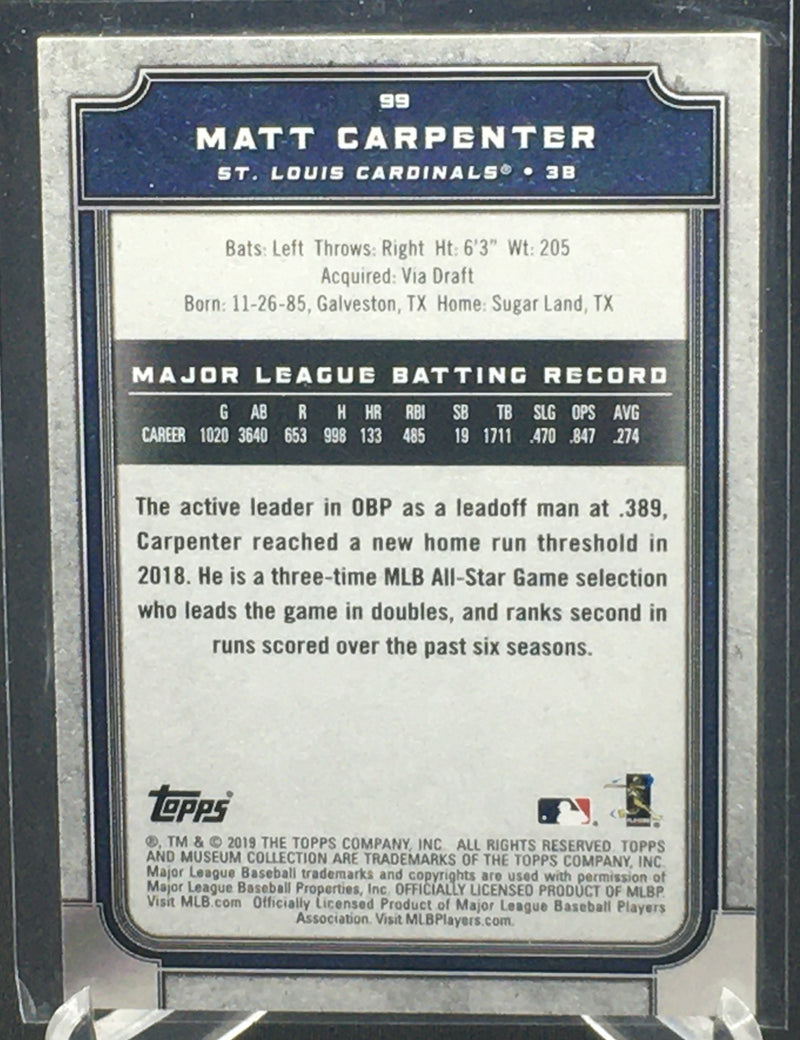 99
MATT CARPENTER
ST. LOUIS CARDINALS® • 3B
Bats: Left Throws: Right Ht: 6'3" Wt: 205
Acquired: Via Draft
Born: 11-26-85, Galveston, TX Home: Sugar Land, TX
MAJOR LEAGUE BATTING RECORD
G AB R H HR RBI SB TB SLG OPS AVG
CAREER 1020 3640 653 998 133 485 19 1711 .470 .847 .274
The active leader in OBP as a leadoff man at .389,
Carpenter reached a new home run threshold in
2018. He is a three-time MLB All-Star Game selection
who leads the game in doubles, and ranks second in
runs scored over the past six seasons.
Topps®
®, TM & © 2019 THE TOPPS COMPANY, INC. ALL RIGHTS RESERVED. TOPPS
AND MUSEUM COLLECTION ARE TRADEMARKS OF THE TOPPS COMPANY, INC.
Major League Baseball trademarks and copyrights are used with permission of
Major League Baseball Properties, Inc. OFFICIALLY LICENSED PRODUCT OF MLBP.
Visit MLB.com Officially Licensed Product of Major League Baseball Players
Association. Visit MLBPlayers.com.